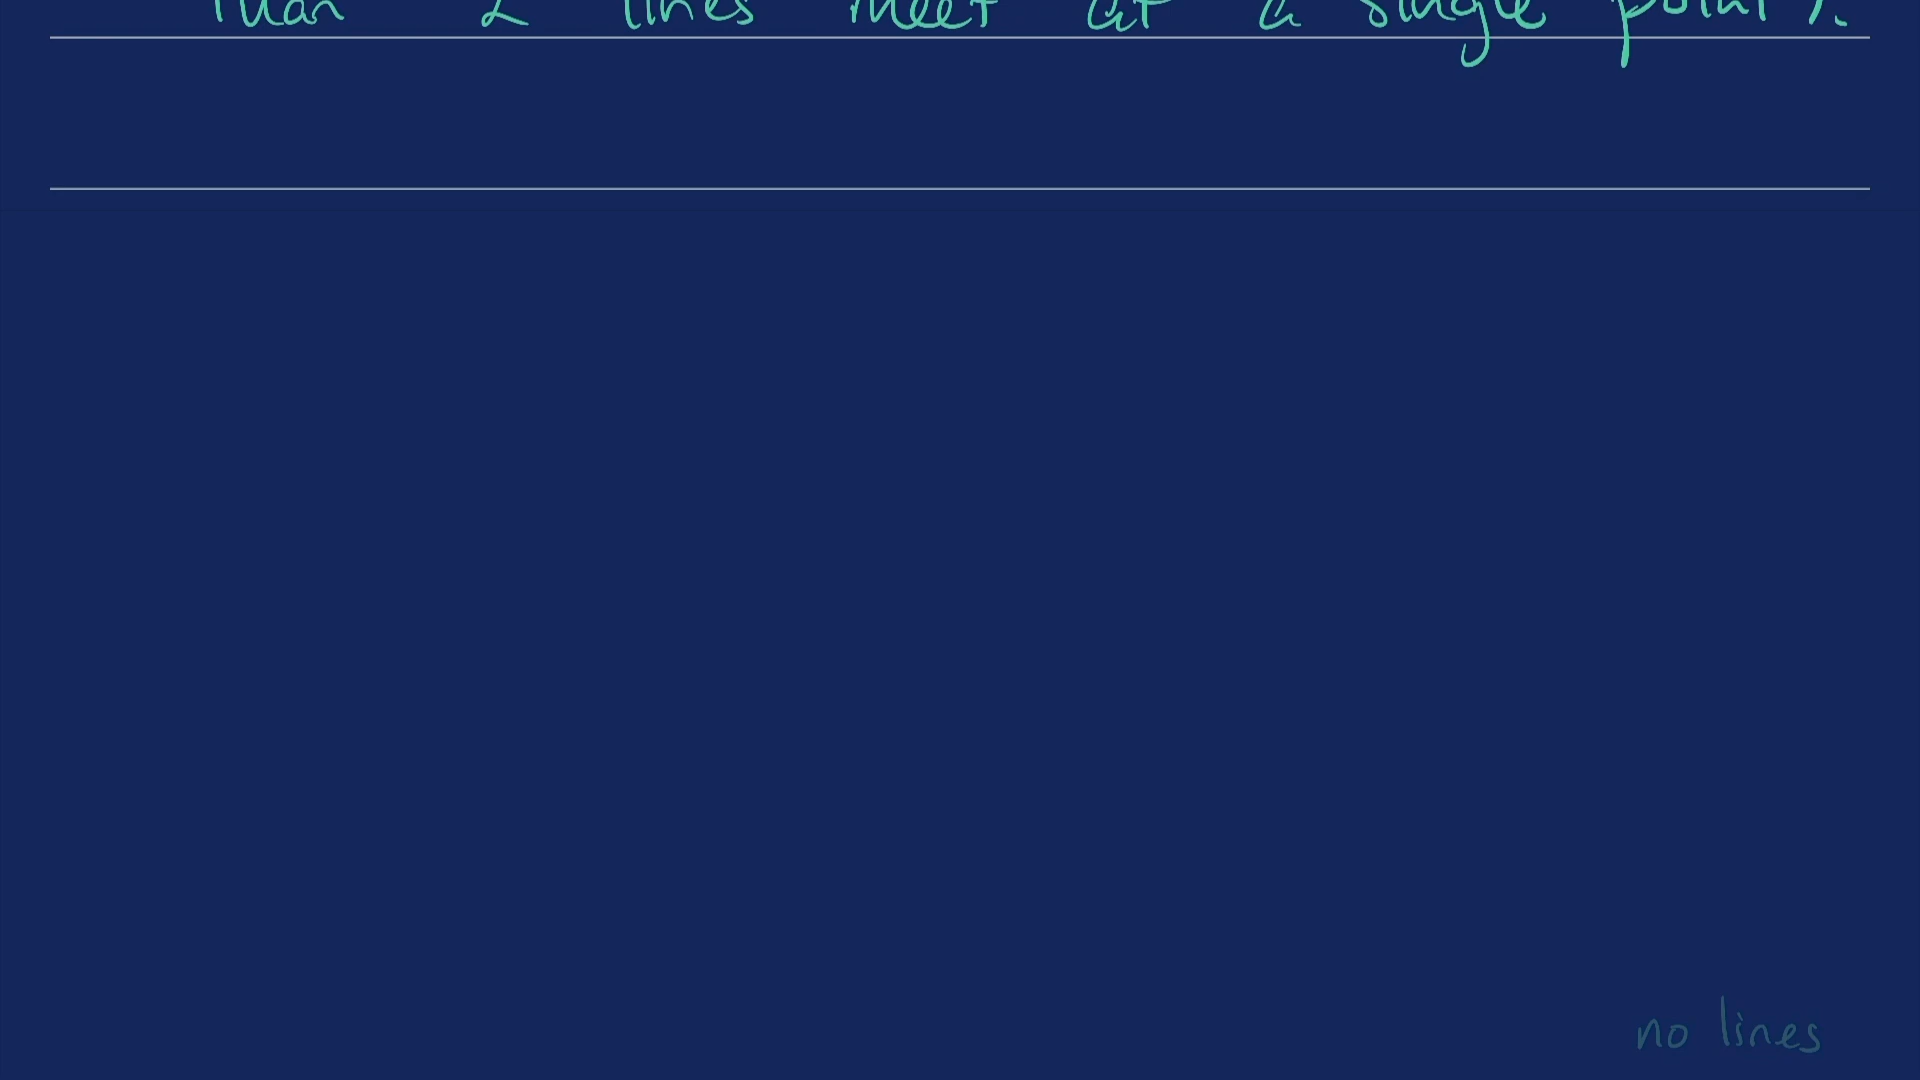 than 2 lines meet at a single point).
no lines